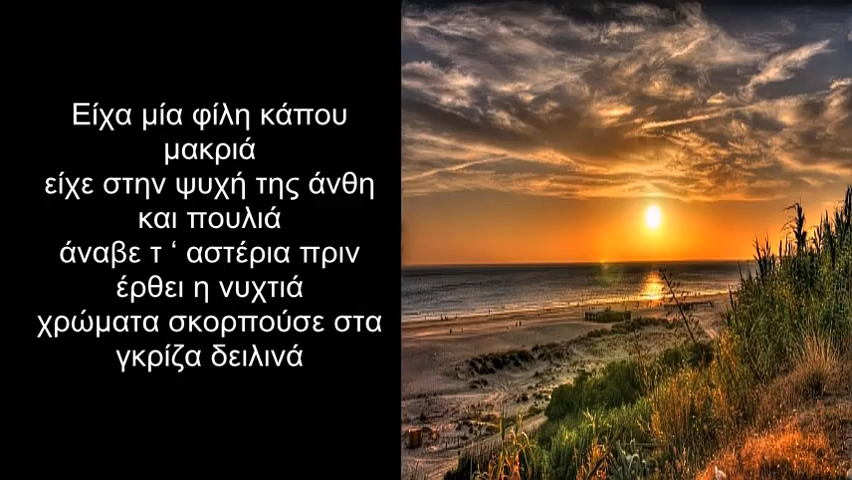 Είχα μία φίλη κάπου
μακριά
είχε στην ψυχή της άνθη
και πουλιά
άναβε τ ‘ αστέρια πριν
έρθει η νυχτιά
χρώματα σκορπούσε στα
γκρίζα δειλινά